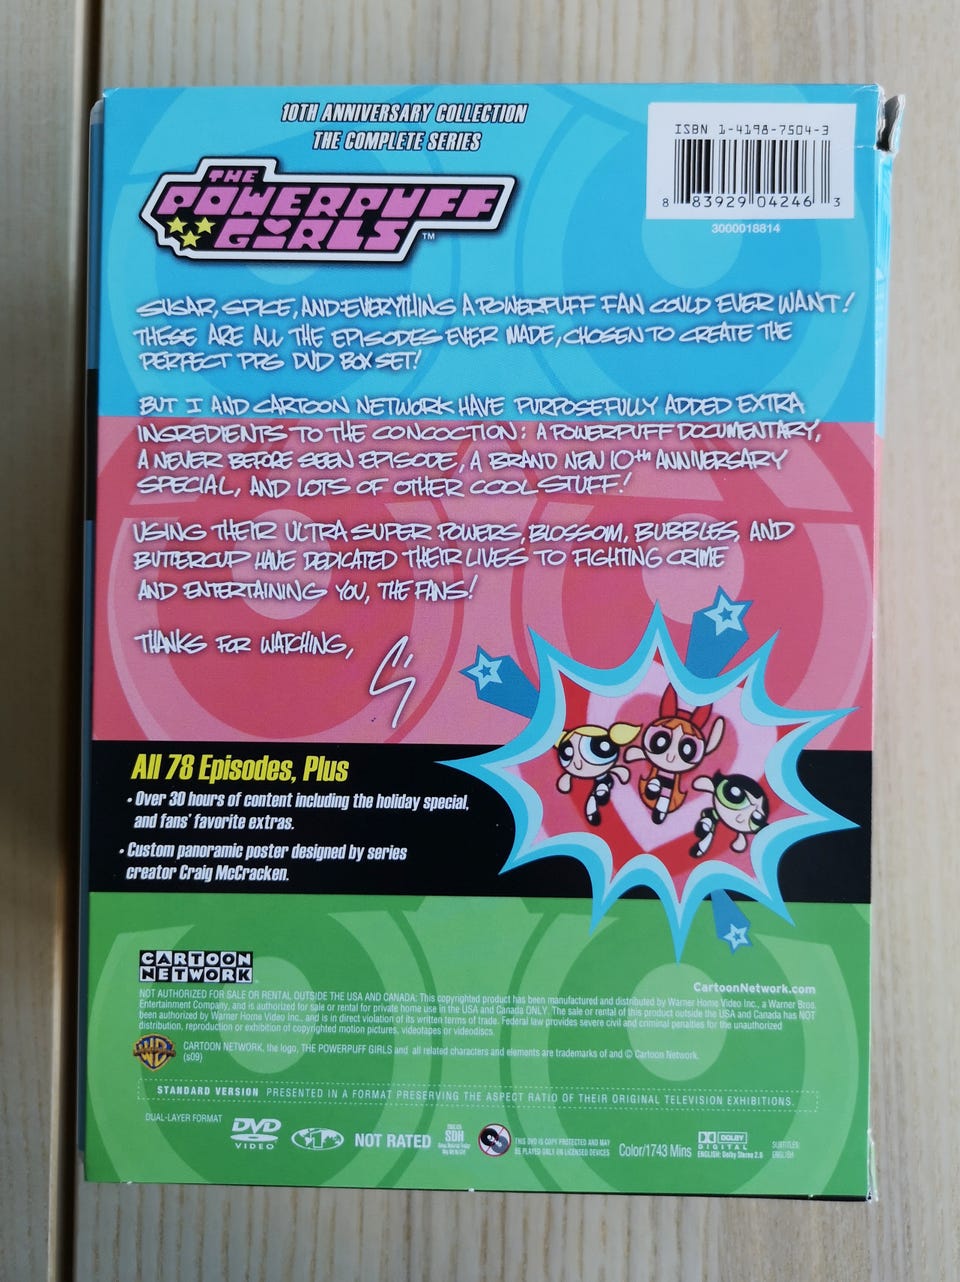 10TH ANNIVERSARY COLLECTION
THE COMPLETE SERIES
ISBN 1-4198-7504-3
8 83929 04246 3
3000018814
THE
POWERPUFF
GIRLS ™
SUGAR, SPICE, AND EVERYTHING A POWERPUFF FAN COULD EVER WANT!
THESE ARE ALL THE EPISODES EVER MADE, CHOSEN TO CREATE THE
PERFECT PPG DVD BOX SET!
BUT I AND CARTOON NETWORK HAVE PURPOSEFULLY ADDED EXTRA
INGREDIENTS TO THE CONCOCTION: A POWERPUFF DOCUMENTARY,
A NEVER BEFORE SEEN EPISODE, A BRAND NEW 10TH ANNIVERSARY
SPECIAL, AND LOTS OF OTHER COOL STUFF!
USING THEIR ULTRA SUPER POWERS, BLOSSOM, BUBBLES, AND
BUTTERCUP HAVE DEDICATED THEIR LIVES TO FIGHTING CRIME
AND ENTERTAINING YOU, THE FANS!
THANKS FOR WATCHING,
All 78 Episodes, Plus
• Over 30 hours of content including the holiday special,
and fans' favorite extras.
• Custom panoramic poster designed by series
creator Craig McCracken.
CARTOON
NETWORK
CartoonNetwork.com
NOT AUTHORIZED FOR SALE OR RENTAL OUTSIDE THE USA AND CANADA: This copyrighted product has been manufactured and distributed by Warner Home Video Inc., a Warner Bros.
Entertainment Company, and is authorized for sale or rental for private home use in the USA and Canada ONLY. The sale or rental of this product outside the USA and Canada has NOT
been authorized by Warner Home Video Inc., and is in direct violation of its written terms of trade. Federal law provides severe civil and criminal penalties for the unauthorized
distribution, reproduction or exhibition of copyrighted motion pictures, videotapes or videodiscs.
WB
CARTOON NETWORK, the logo, THE POWERPUFF GIRLS and all related characters and elements are trademarks of and © Cartoon Network.
(s09)
STANDARD VERSION PRESENTED IN A FORMAT PRESERVING THE ASPECT RATIO OF THEIR ORIGINAL TELEVISION EXHIBITIONS.
DUAL-LAYER FORMAT
DVD
VIDEO
1
NOT RATED
ENGLISH
SDH
THIS DVD IS COPY PROTECTED AND MAY
BE PLAYED ONLY ON LICENSED DEVICES
Color/1743 Mins
DOLBY
DIGITAL
ENGLISH: Dolby Stereo 2.0
SUBTITLES:
ENGLISH